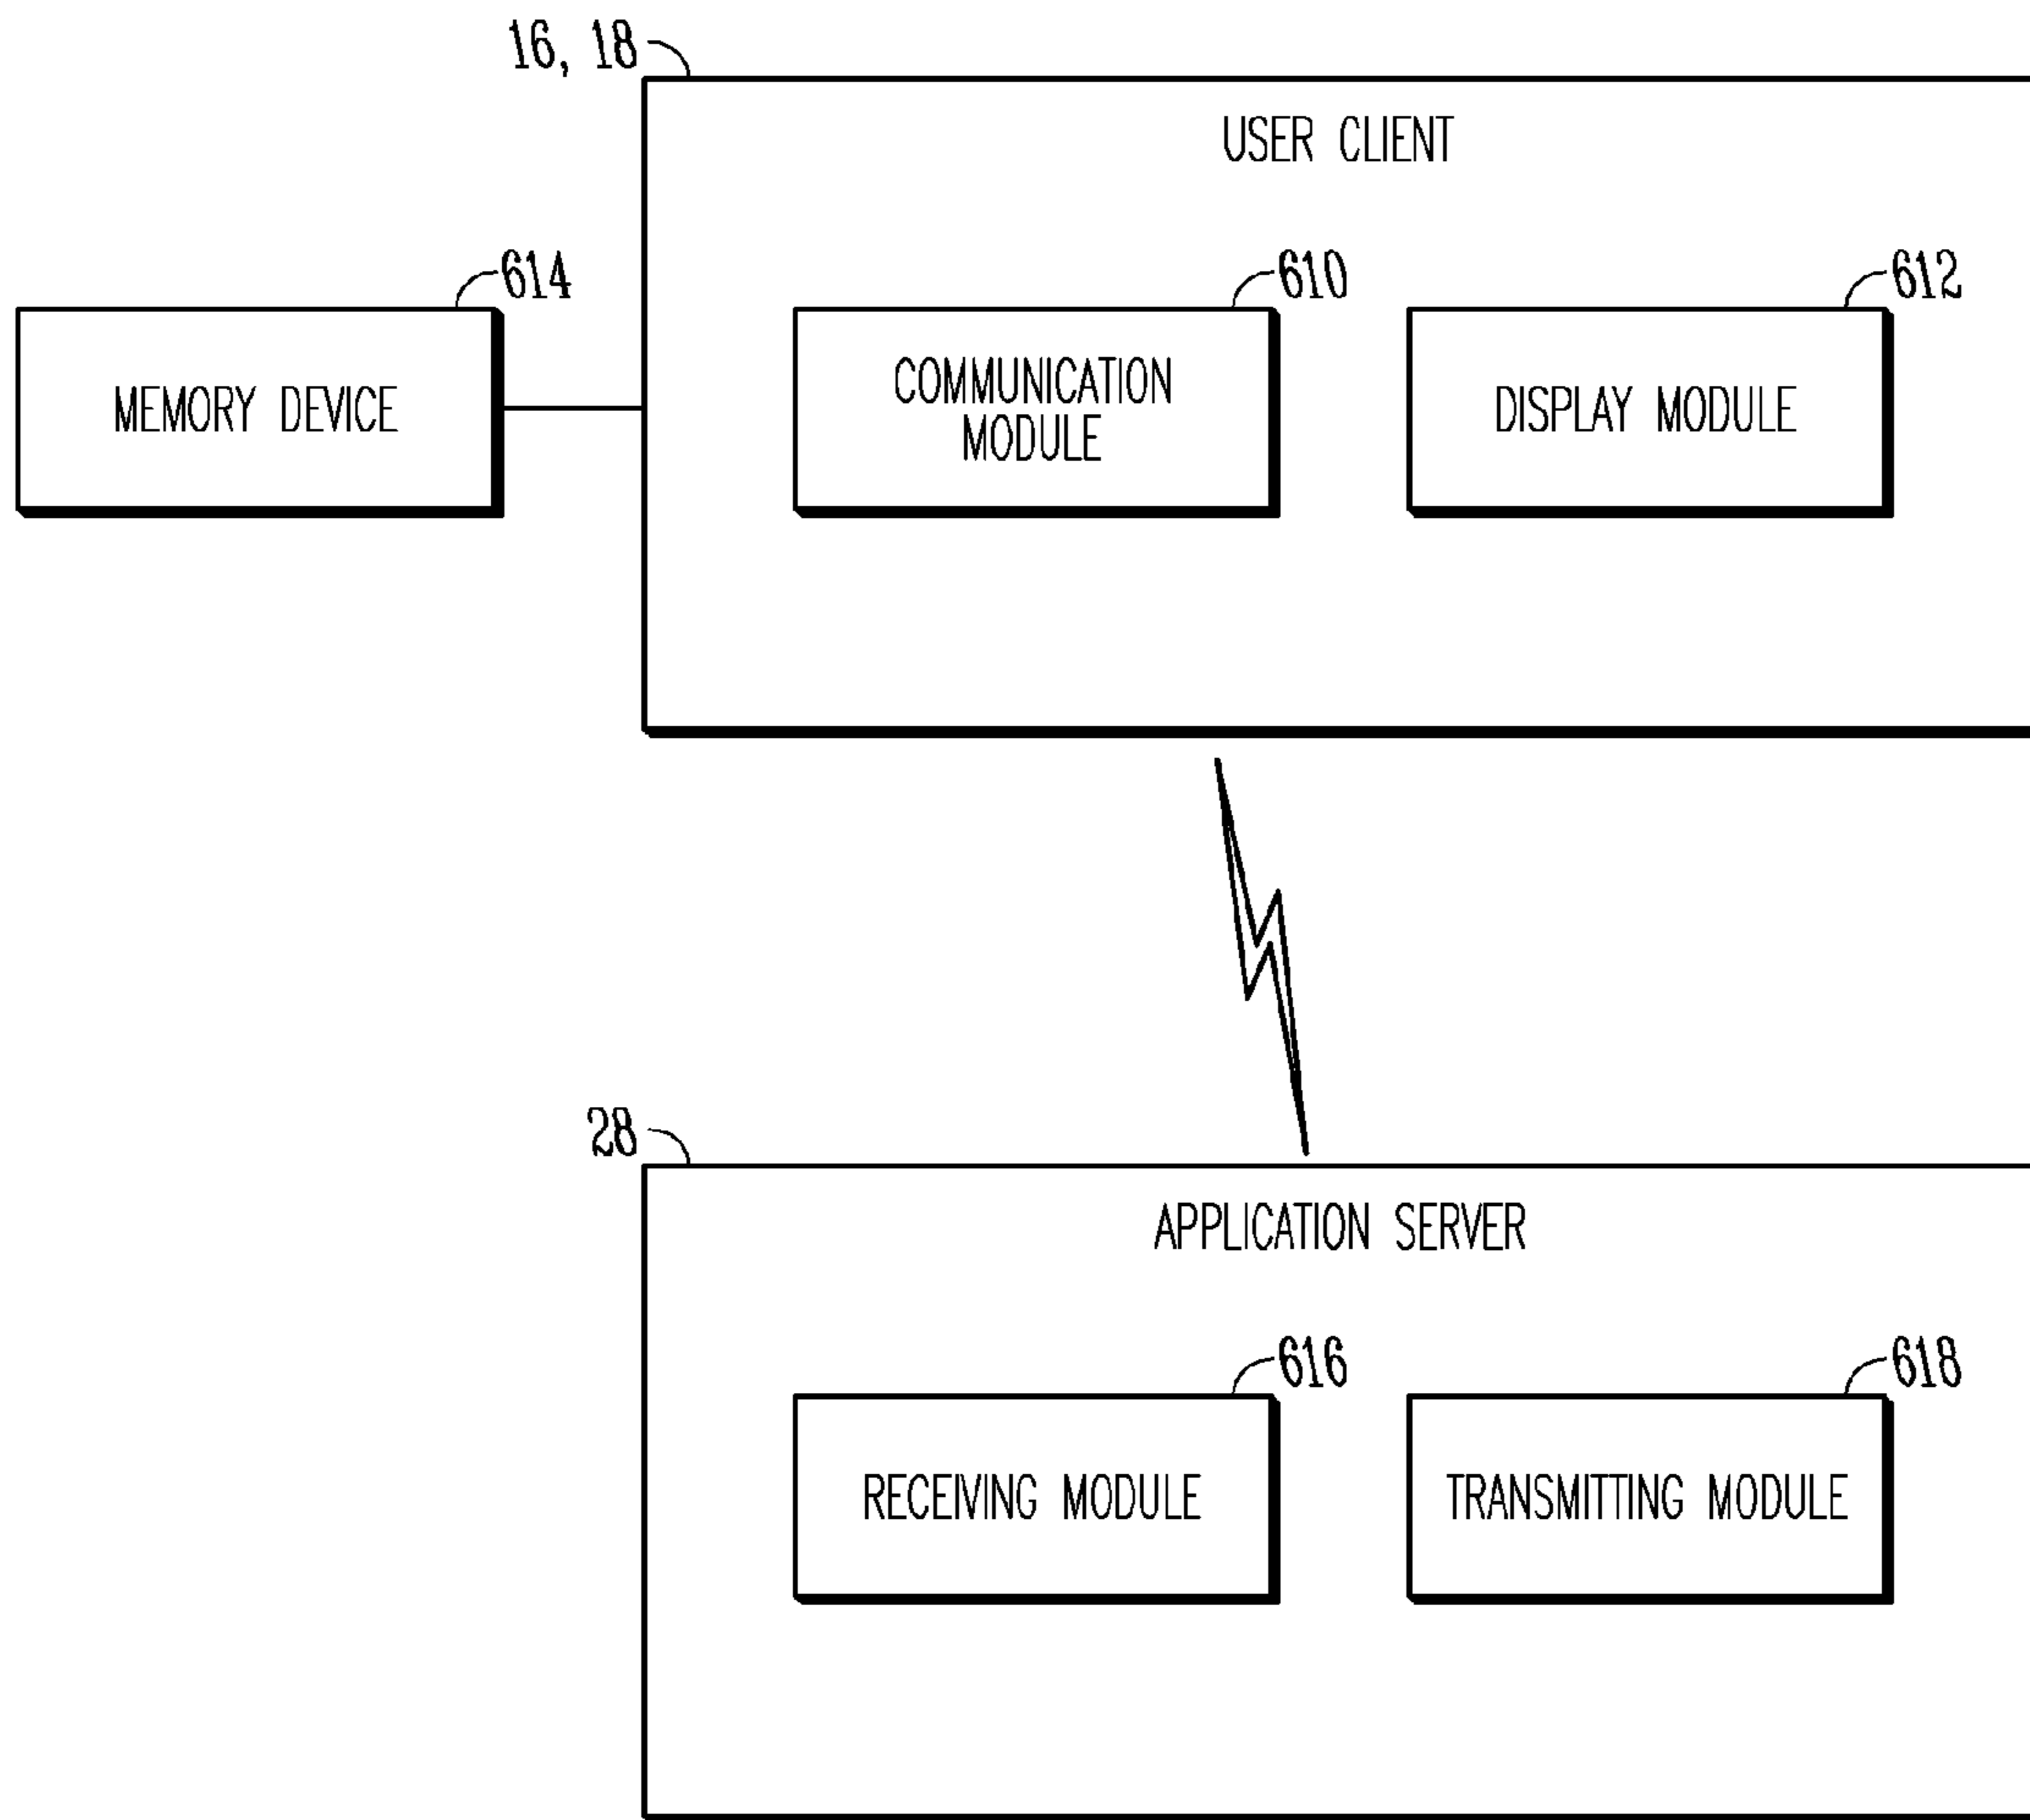 16, 18
USER CLIENT
614
610
612
MEMORY DEVICE
COMMUNICATION
MODULE
DISPLAY MODULE
28
APPLICATION SERVER
616
618
RECEIVING MODULE
TRANSMITTING MODULE